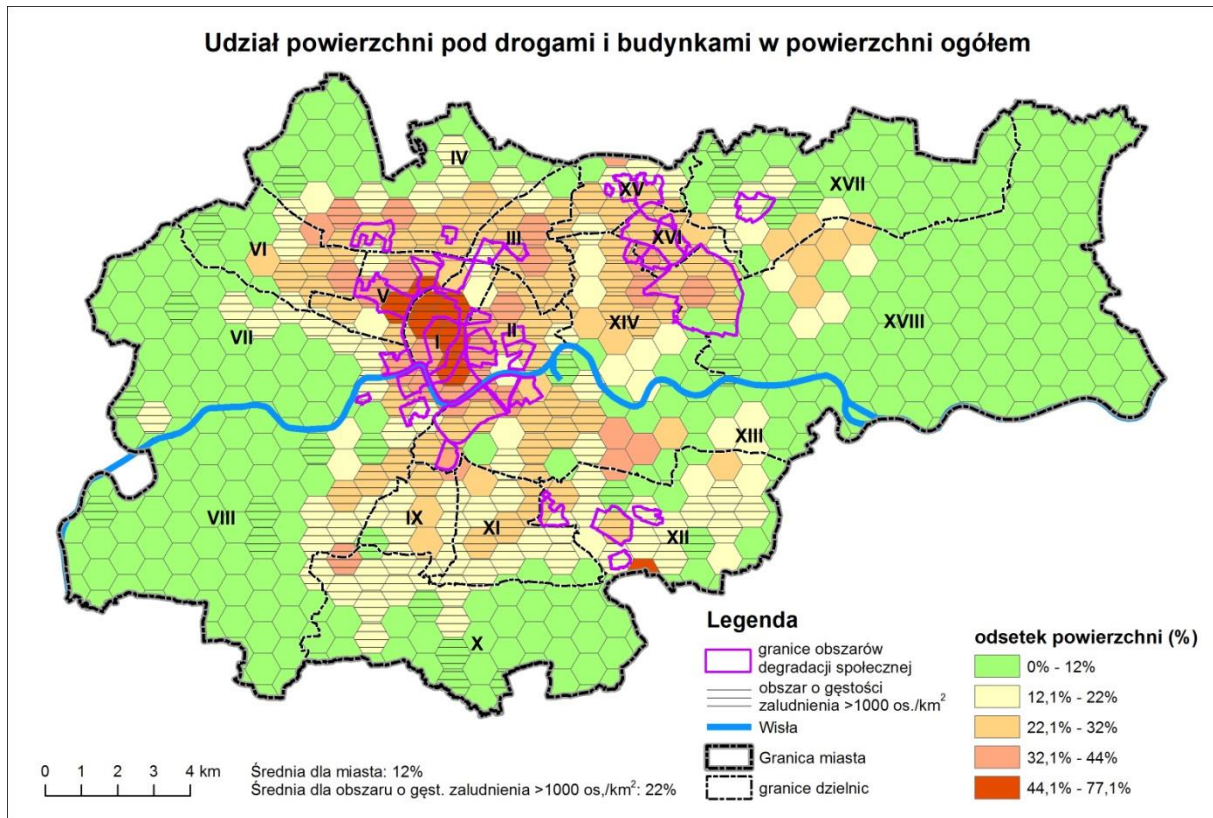 Udział powierzchni pod drogami i budynkami w powierzchni ogółem
IV
XVII
XV
III
XVI
VI
V
VII
II
XIV
XVIII
I
XIII
VIII
IX
XI
XII
X
Legenda
granice obszarów
degradacji społecznej
obszar o gęstości
zaludnienia >1000 os./km²
Wisła
Granica miasta
granice dzielnic
odsetek powierzchni (%)
0% - 12%
12,1% - 22%
22,1% - 32%
32,1% - 44%
44,1% - 77,1%
0 1 2 3 4 km
Średnia dla miasta: 12%
Średnia dla obszaru o gęst. zaludnienia >1000 os,/km²: 22%